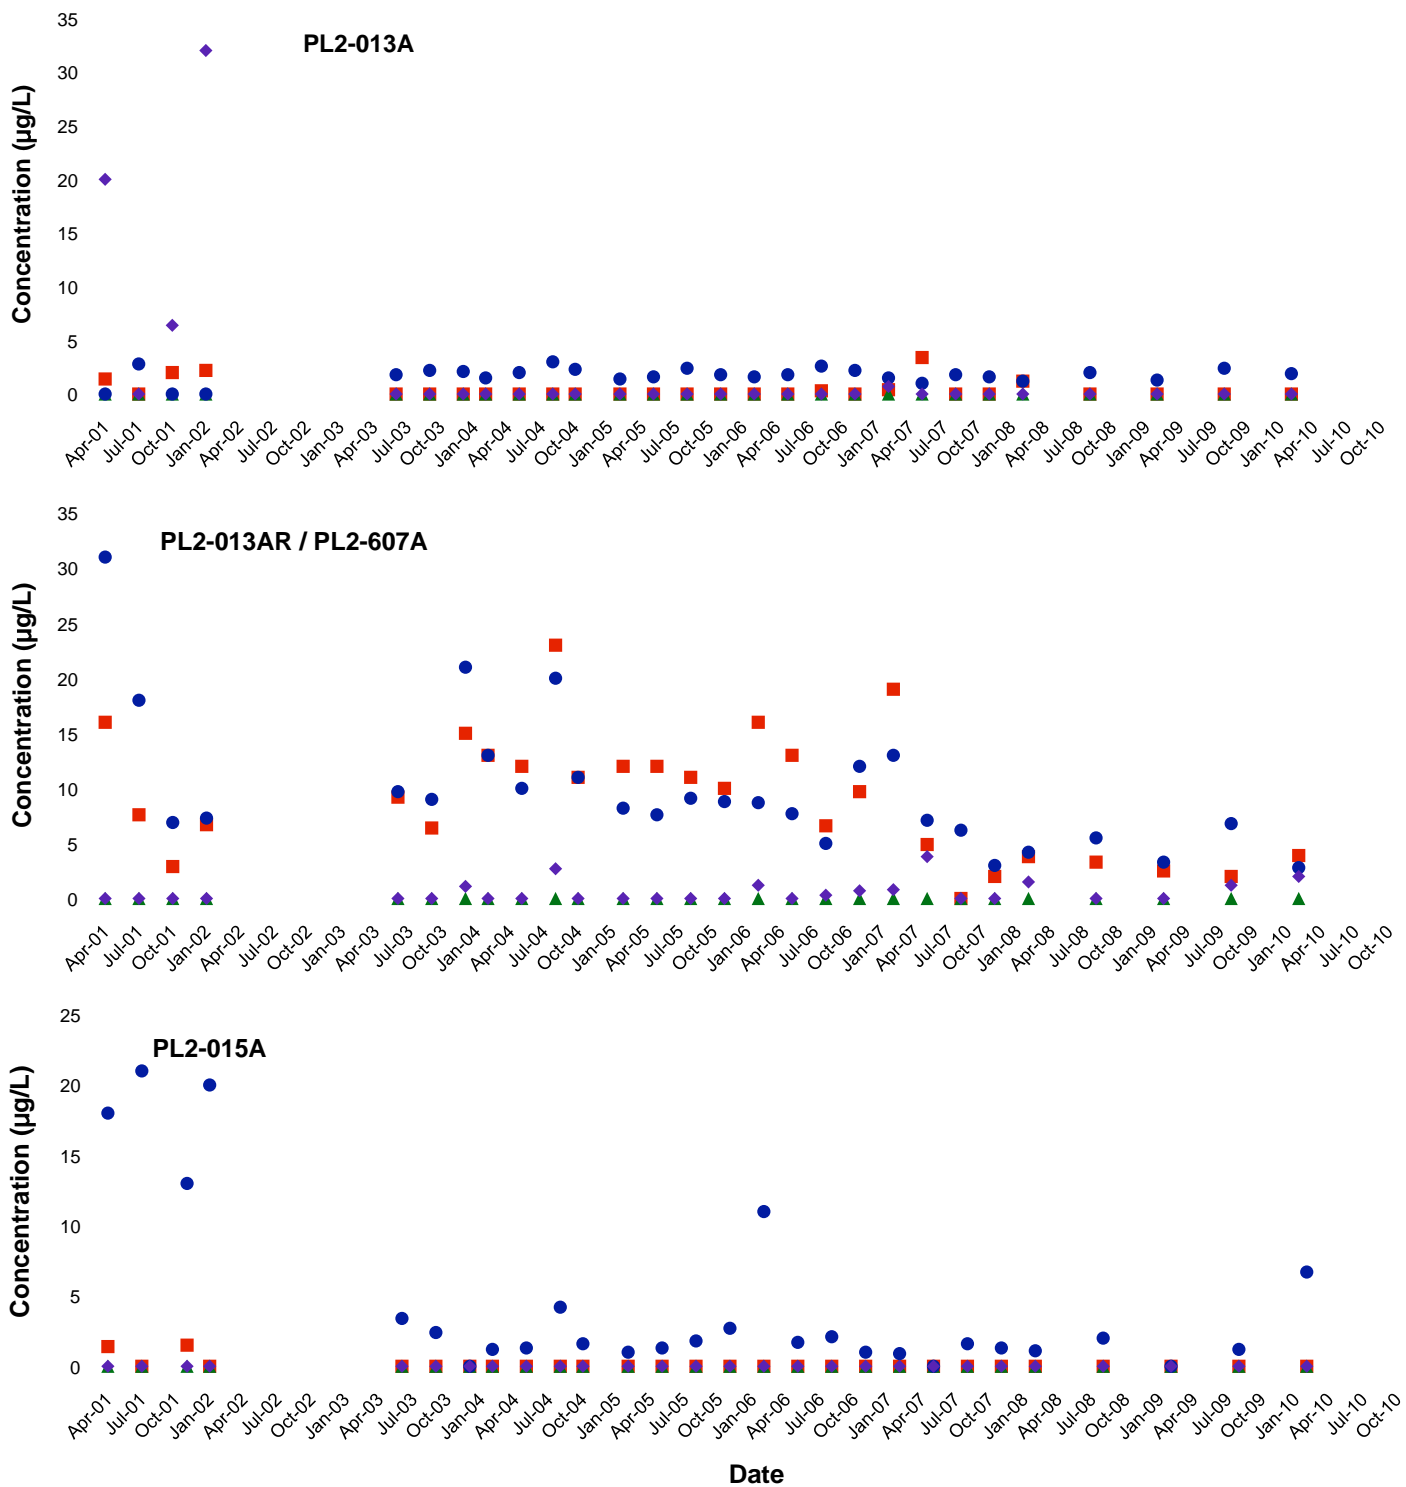 PL2-013A
Concentration (µg/L)
35
30
25
20
15
10
5
0
Apr-01 Jul-01 Oct-01 Jan-02 Apr-02 Jul-02 Oct-02 Jan-03 Apr-03 Jul-03 Oct-03 Jan-04 Apr-04 Jul-04 Oct-04 Jan-05 Apr-05 Jul-05 Oct-05 Jan-06 Apr-06 Jul-06 Oct-06 Jan-07 Apr-07 Jul-07 Oct-07 Jan-08 Apr-08 Jul-08 Oct-08 Jan-09 Apr-09 Jul-09 Oct-09 Jan-10 Apr-10 Jul-10 Oct-10
PL2-013AR / PL2-607A
Concentration (µg/L)
35
30
25
20
15
10
5
0
Apr-01 Jul-01 Oct-01 Jan-02 Apr-02 Jul-02 Oct-02 Jan-03 Apr-03 Jul-03 Oct-03 Jan-04 Apr-04 Jul-04 Oct-04 Jan-05 Apr-05 Jul-05 Oct-05 Jan-06 Apr-06 Jul-06 Oct-06 Jan-07 Apr-07 Jul-07 Oct-07 Jan-08 Apr-08 Jul-08 Oct-08 Jan-09 Apr-09 Jul-09 Oct-09 Jan-10 Apr-10 Jul-10 Oct-10
PL2-015A
Concentration (µg/L)
25
20
15
10
5
0
Apr-01 Jul-01 Oct-01 Jan-02 Apr-02 Jul-02 Oct-02 Jan-03 Apr-03 Jul-03 Oct-03 Jan-04 Apr-04 Jul-04 Oct-04 Jan-05 Apr-05 Jul-05 Oct-05 Jan-06 Apr-06 Jul-06 Oct-06 Jan-07 Apr-07 Jul-07 Oct-07 Jan-08 Apr-08 Jul-08 Oct-08 Jan-09 Apr-09 Jul-09 Oct-09 Jan-10 Apr-10 Jul-10 Oct-10
Date